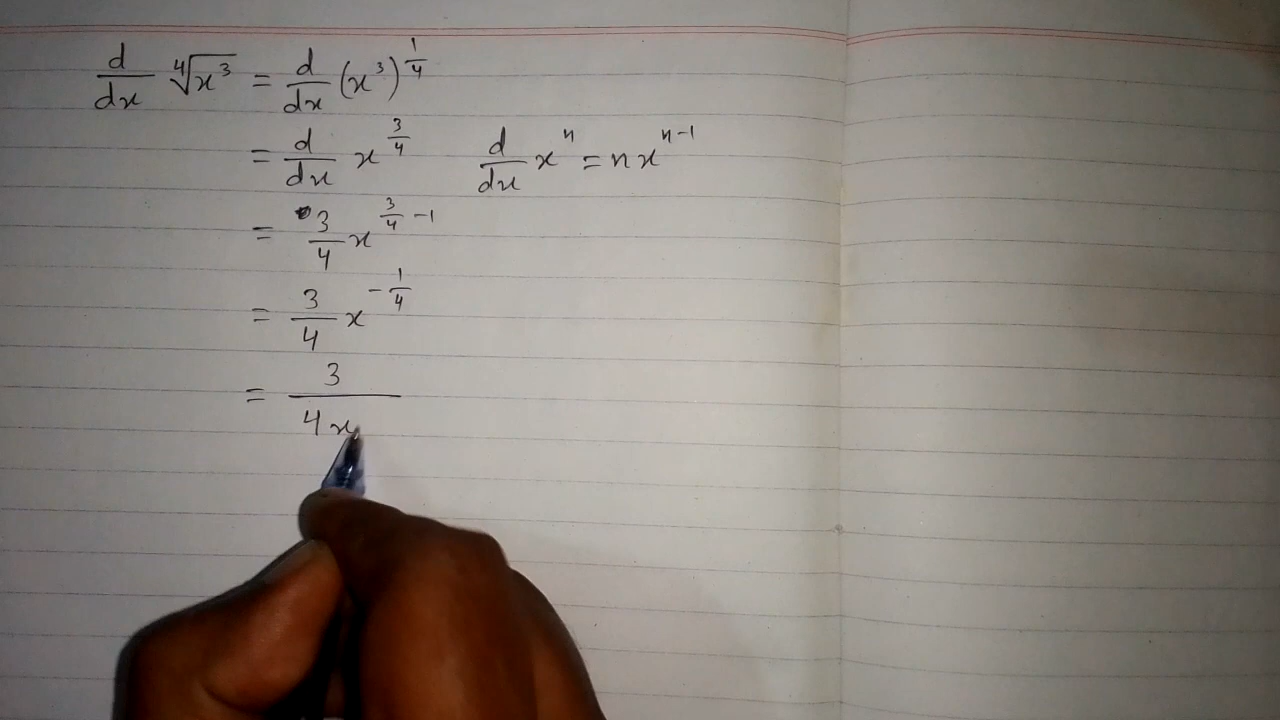 d/dx ∜x³ = d/dx (x³)^(1/4)
= d/dx x^(3/4) d/dx xⁿ = nxⁿ⁻¹
= 3/4 x^(3/4 - 1)
= 3/4 x^(-1/4)
= 3/(4x